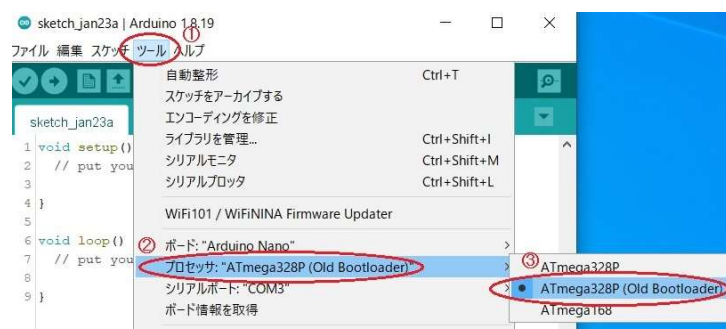 sketch_jan23a | Arduino 1.8.19
①
ファイル 編集 スケッチ ツール ヘルプ
自動整形 Ctrl+T
スケッチをアーカイブする
エンコーディングを修正
ライブラリを管理... Ctrl+Shift+I
シリアルモニタ Ctrl+Shift+M
シリアルプロッタ Ctrl+Shift+L
WiFi101 / WiFiNINA Firmware Updater
② ボード: "Arduino Nano"
プロセッサ: "ATmega328P (Old Bootloader)"
シリアルポート: "COM3"
ボード情報を取得
sketch_jan23a
1 void setup()
2 // put you
3
4 }
5
6 void loop()
7 // put you
8
9 }
③
ATmega328P
ATmega328P (Old Bootloader)
ATmega168